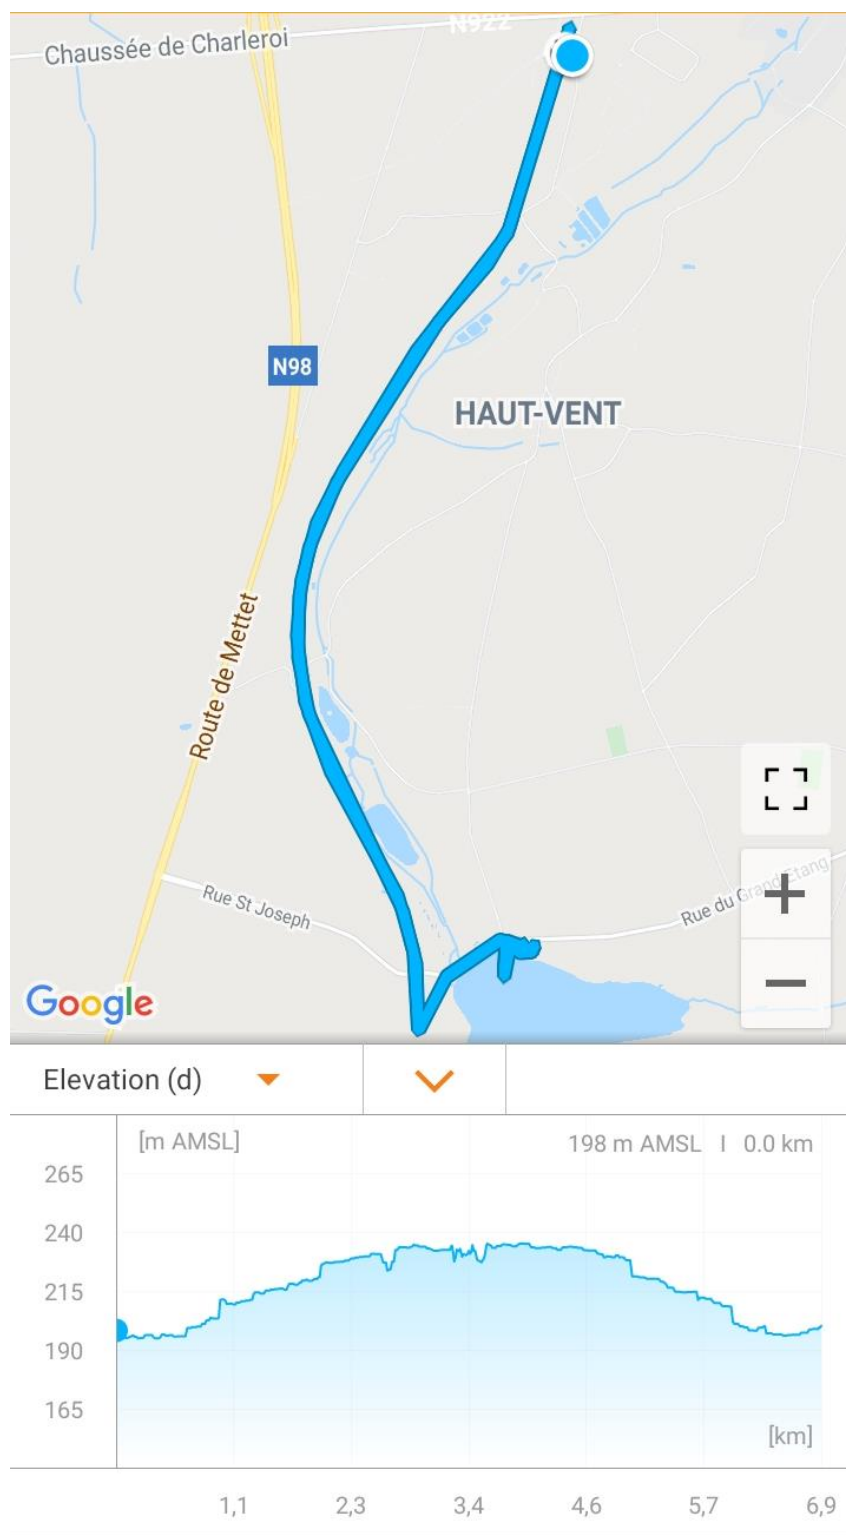 N922
Chaussée de Charleroi
N98
HAUT-VENT
Route de Mettet
Rue du Grand Etang
Rue St Joseph
Google
Elevation (d)
[m AMSL]
198 m AMSL I 0.0 km
265
240
215
190
165
[km]
1,1 2,3 3,4 4,6 5,7 6,9